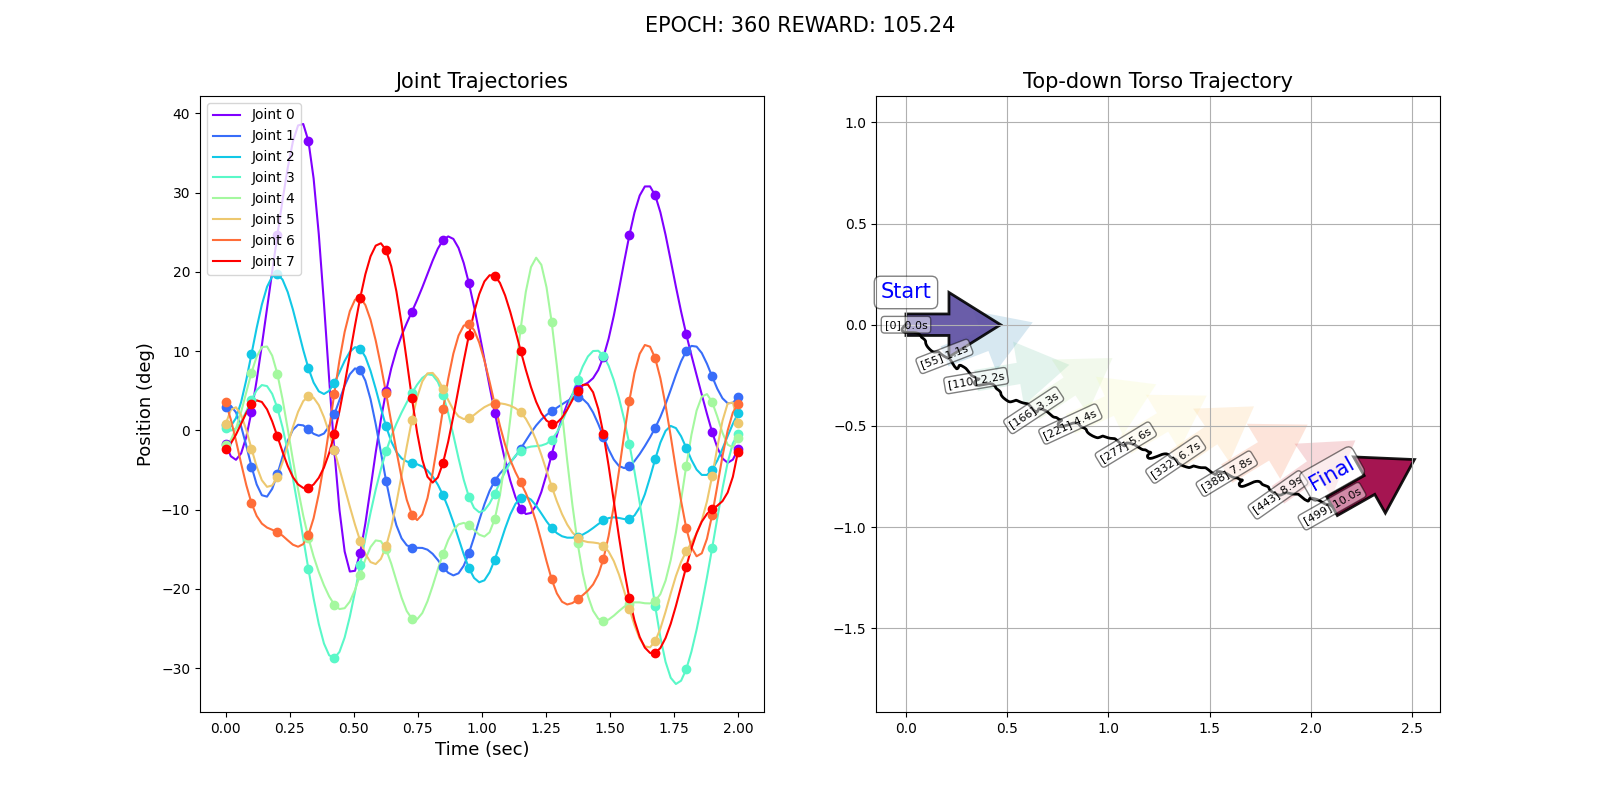 EPOCH: 360 REWARD: 105.24
Joint Trajectories
40
30
20
10
0
−10
−20
−30
Position (deg)
Joint 0
Joint 1
Joint 2
Joint 3
Joint 4
Joint 5
Joint 6
Joint 7
0.00
0.25
0.50
0.75
1.00
1.25
1.50
1.75
2.00
Time (sec)
Top-down Torso Trajectory
1.0
0.5
0.0
−0.5
−1.0
−1.5
Start
[0] 0.0s
[55] 1.1s
[110] 2.2s
[166] 3.3s
[221] 4.4s
[277] 5.6s
[332] 6.7s
[388] 7.8s
[443] 8.9s
Final
[499] 10.0s
0.0
0.5
1.0
1.5
2.0
2.5